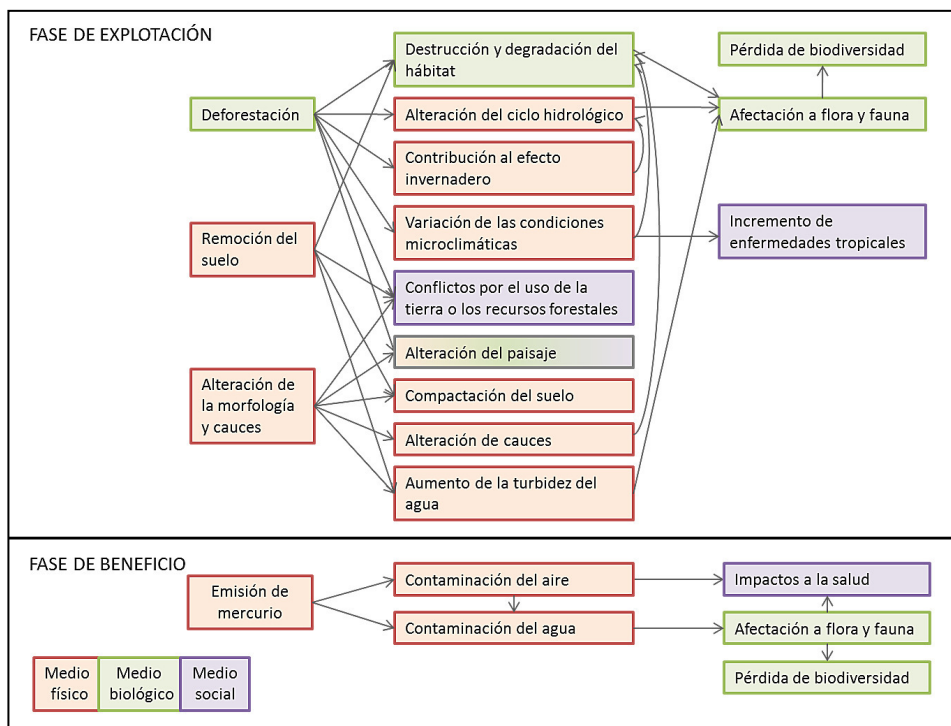 FASE DE EXPLOTACIÓN
Deforestación
Remoción del
suelo
Alteración de
la morfología
y cauces
Destrucción y degradación del
hábitat
Alteración del ciclo hidrológico
Contribución al efecto
invernadero
Variación de las condiciones
microclimáticas
Conflictos por el uso de la
tierra o los recursos forestales
Alteración del paisaje
Compactación del suelo
Alteración de cauces
Aumento de la turbidez del
agua
Pérdida de biodiversidad
Afectación a flora y fauna
Incremento de
enfermedades tropicales
FASE DE BENEFICIO
Emisión de
mercurio
Contaminación del aire
Contaminación del agua
Impactos a la salud
Afectación a flora y fauna
Pérdida de biodiversidad
Medio
físico
Medio
biológico
Medio
social